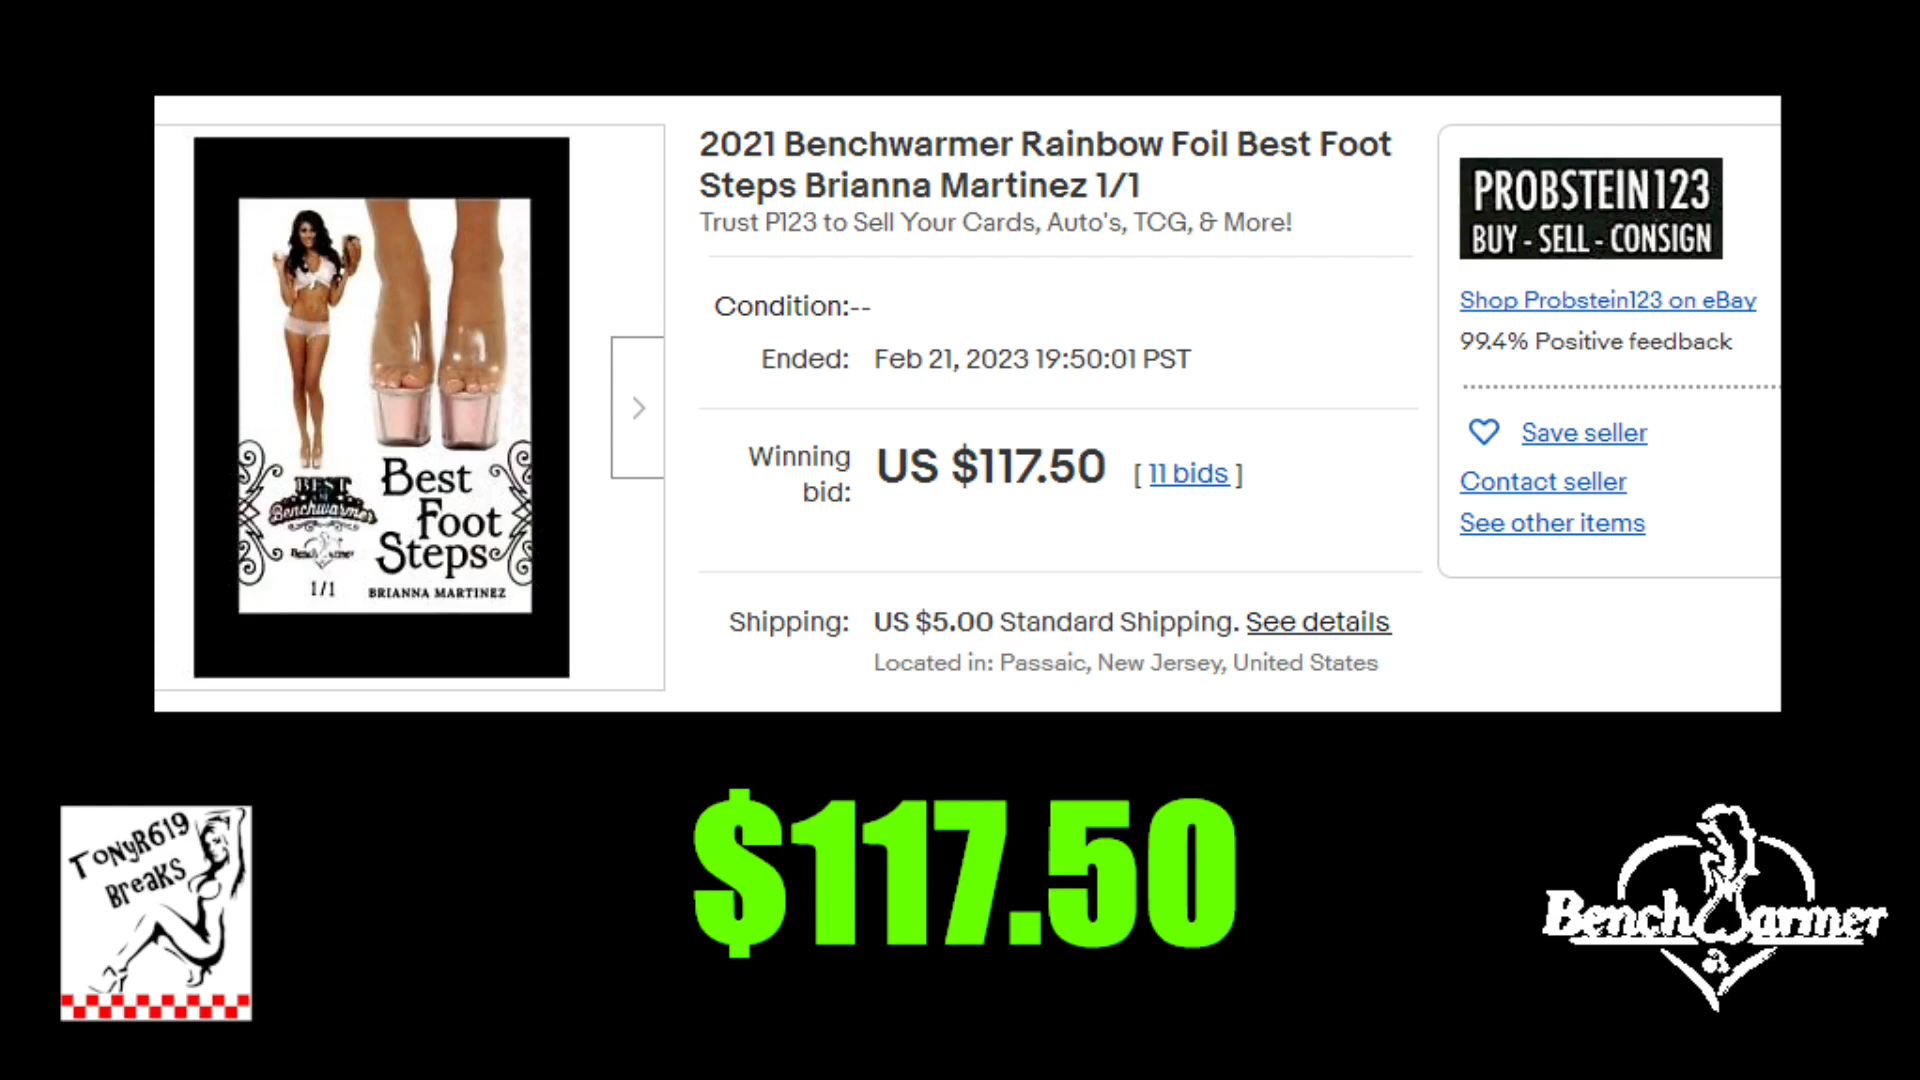 2021 Benchwarmer Rainbow Foil Best Foot
Steps Brianna Martinez 1/1
Trust P123 to Sell Your Cards, Auto's, TCG, & More!
Condition:--
Ended: Feb 21, 2023 19:50:01 PST
Winning bid: US $117.50 [ 11 bids ]
Shipping: US $5.00 Standard Shipping. See details
Located in: Passaic, New Jersey, United States
PROBSTEIN123
BUY - SELL - CONSIGN
Shop Probstein123 on eBay
99.4% Positive feedback
Save seller
Contact seller
See other items
Best
Foot
Steps
BEST
Benchwarmer
1/1
BRIANNA MARTINEZ
$117.50
TonyR619
Breaks
BenchWarmer